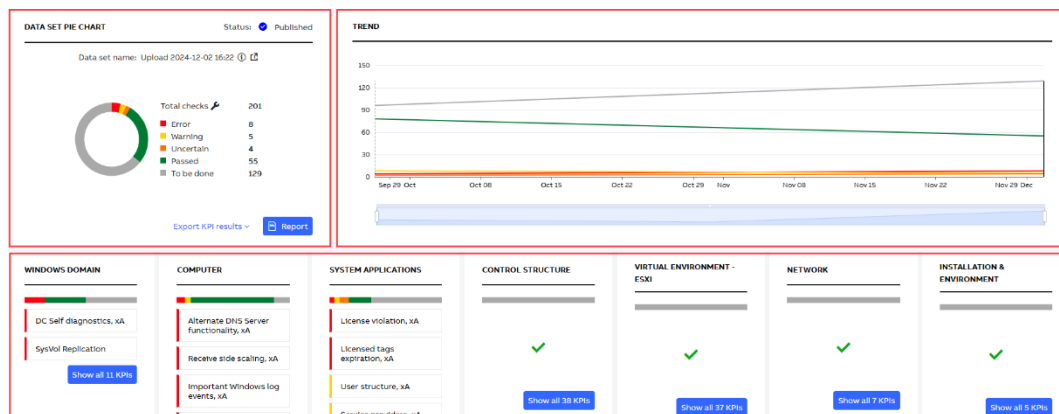 DATA SET PIE CHART
Status: Published
Data set name: Upload 2024-12-02 16:22
Total checks 201
Error 8
Warning 5
Uncertain 4
Passed 55
To be done 129
Export KPI results
Report
TREND
150
120
90
60
30
0
Sep 29 Oct Oct 08 Oct 15 Oct 22 Oct 29 Nov Nov 08 Nov 15 Nov 22 Nov 29 Dec
WINDOWS DOMAIN
DC Self diagnostics, xA
SysVol Replication
Show all 11 KPIs
COMPUTER
Alternate DNS Server
functionality, xA
Receive side scaling, xA
Important Windows log
events, xA
SYSTEM APPLICATIONS
License violation, xA
Licensed tags
expiration, xA
User structure, xA
Service providers, xA
CONTROL STRUCTURE
Show all 38 KPIs
VIRTUAL ENVIRONMENT -
ESXI
Show all 37 KPIs
NETWORK
Show all 7 KPIs
INSTALLATION &
ENVIRONMENT
Show all 5 KPIs